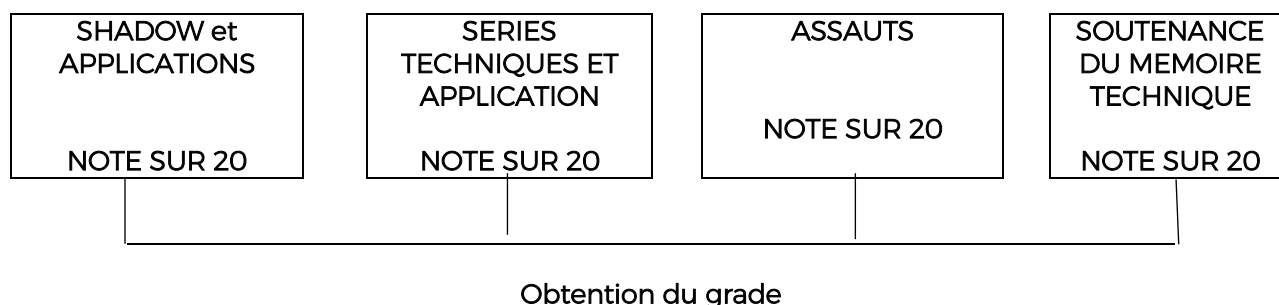 SHADOW et
APPLICATIONS
NOTE SUR 20
SERIES
TECHNIQUES ET
APPLICATION
NOTE SUR 20
ASSAUTS
NOTE SUR 20
SOUTENANCE
DU MEMOIRE
TECHNIQUE
NOTE SUR 20
Obtention du grade